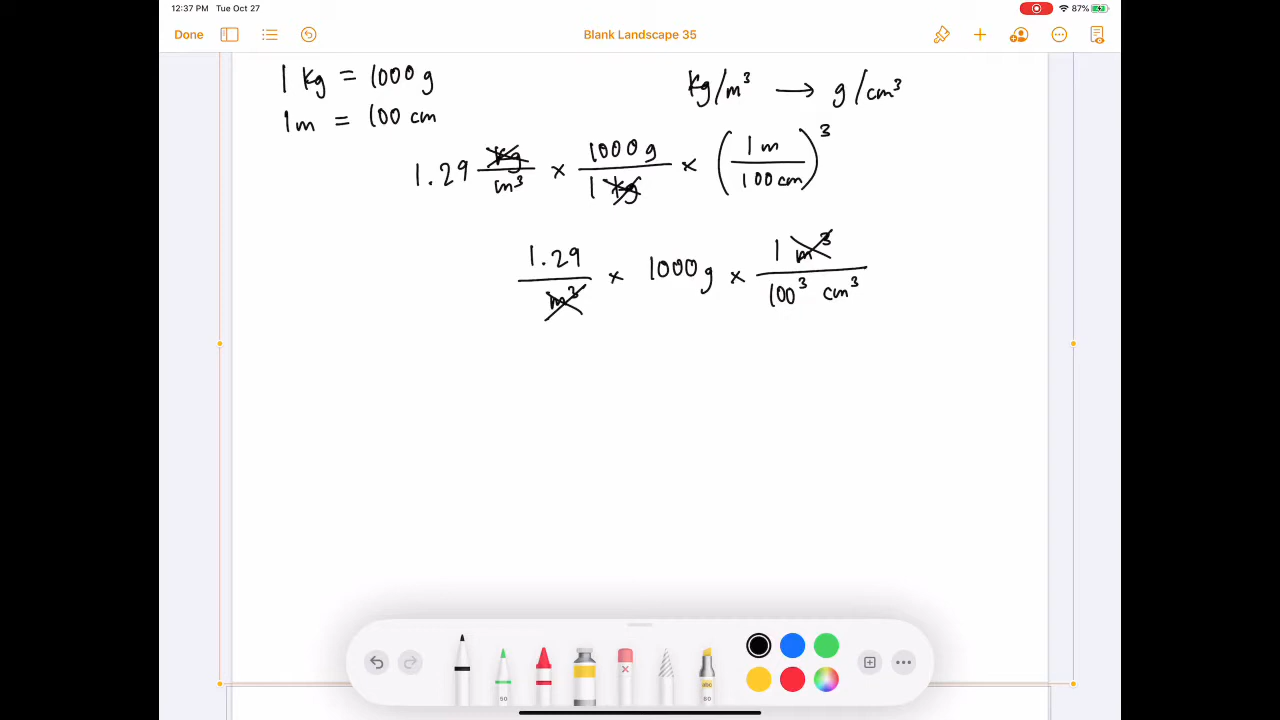 12:37 PM Tue Oct 27 87%
Done Blank Landscape 35
1 kg = 1000 g
kg/m³ → g/cm³
1m = 100 cm
1.29 kg/m³ × 1000 g/1 kg × (1 m/100 cm)³
1.29/m³ × 1000 g × 1 m³/100³ cm³
50
50